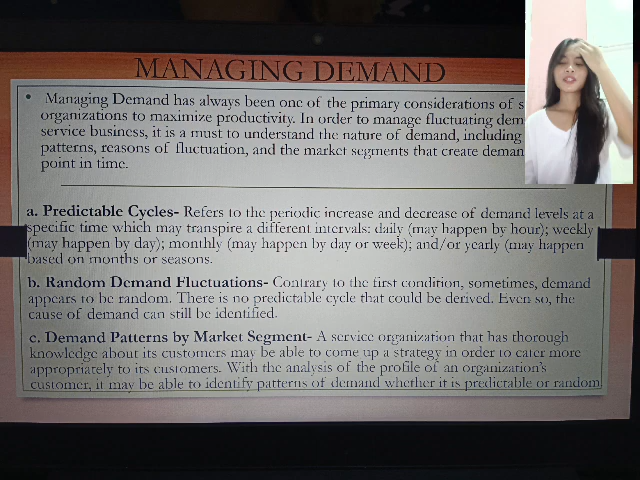 MANAGING DEMAND
• Managing Demand has always been one of the primary considerations of s
organizations to maximize productivity. In order to manage fluctuating dem
service business, it is a must to understand the nature of demand, including
patterns, reasons of fluctuation, and the market segments that create deman
point in time.
a. Predictable Cycles- Refers to the periodic increase and decrease of demand levels at a
specific time which may transpire a different intervals: daily (may happen by hour); weekly
(may happen by day); monthly (may happen by day or week); and/or yearly (may happen
based on months or seasons.
b. Random Demand Fluctuations- Contrary to the first condition, sometimes, demand
appears to be random. There is no predictable cycle that could be derived. Even so, the
cause of demand can still be identified.
c. Demand Patterns by Market Segment- A service organization that has thorough
knowledge about its customers may be able to come up a strategy in order to cater more
appropriately to its customers. With the analysis of the profile of an organization's
customer, it may be able to identify patterns of demand whether it is predictable or random